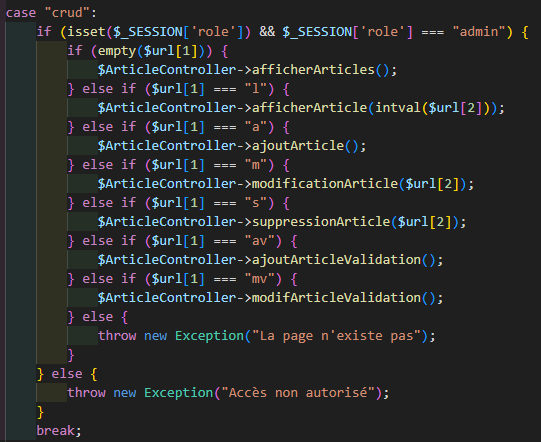 case "crud":
    if (isset($_SESSION['role']) && $_SESSION['role'] === "admin") {
        if (empty($url[1])) {
            $ArticleController->afficherArticles();
        } else if ($url[1] === "l") {
            $ArticleController->afficherArticle(intval($url[2]));
        } else if ($url[1] === "a") {
            $ArticleController->ajoutArticle();
        } else if ($url[1] === "m") {
            $ArticleController->modificationArticle($url[2]);
        } else if ($url[1] === "s") {
            $ArticleController->suppressionArticle($url[2]);
        } else if ($url[1] === "av") {
            $ArticleController->ajoutArticleValidation();
        } else if ($url[1] === "mv") {
            $ArticleController->modifArticleValidation();
        } else {
            throw new Exception("La page n'existe pas");
        }
    } else {
        throw new Exception("Accès non autorisé");
    }
    break;